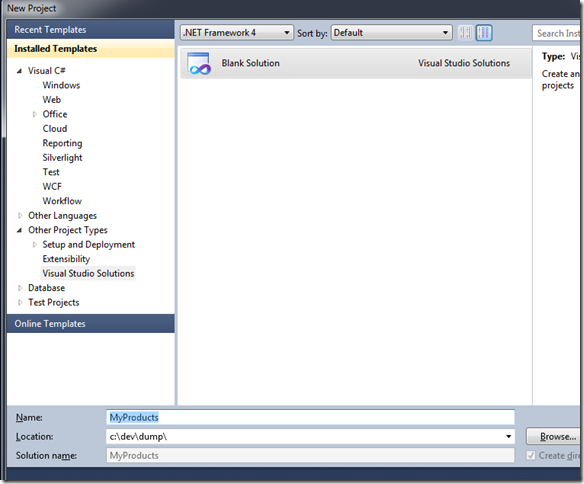 New Project
Recent Templates
Installed Templates
Visual C#
Windows
Web
Office
Cloud
Reporting
Silverlight
Test
WCF
Workflow
Other Languages
Other Project Types
Setup and Deployment
Extensibility
Visual Studio Solutions
Database
Test Projects
Online Templates
.NET Framework 4 Sort by: Default Search Inst
Blank Solution Visual Studio Solutions
Type: Vis
Create an
projects
Name: MyProducts
Location: c:\dev\dump\ Browse...
Solution name: MyProducts Create dire